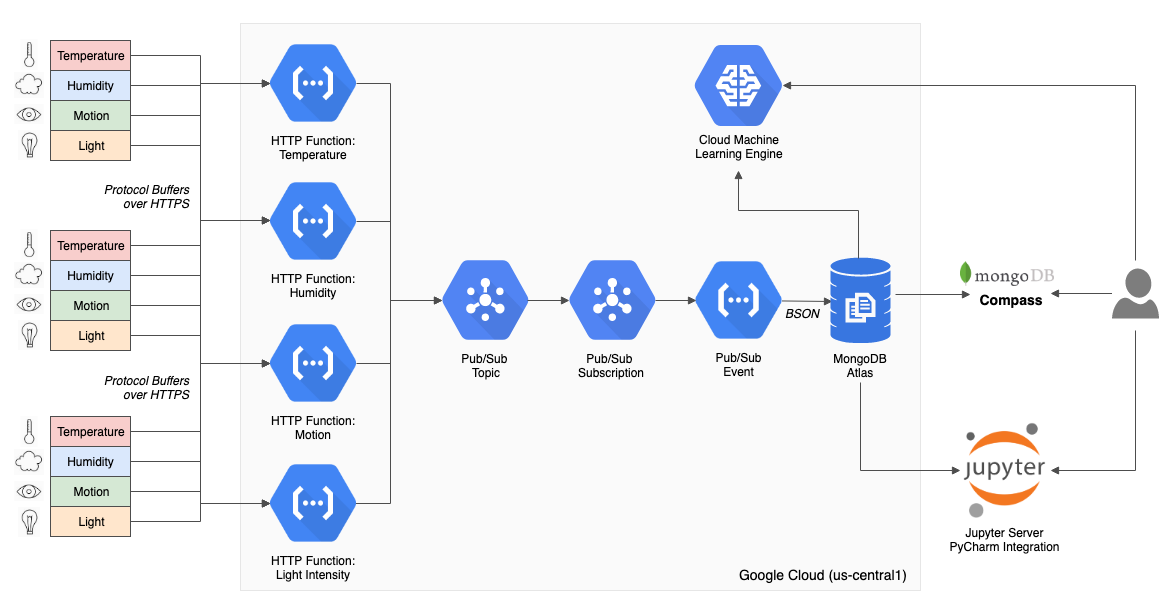 Temperature
Humidity
Motion
Light
Protocol Buffers
over HTTPS
Temperature
Humidity
Motion
Light
Protocol Buffers
over HTTPS
Temperature
Humidity
Motion
Light
HTTP Function:
Temperature
HTTP Function:
Humidity
HTTP Function:
Motion
HTTP Function:
Light Intensity
Pub/Sub
Topic
Pub/Sub
Subscription
Pub/Sub
Event
BSON
MongoDB
Atlas
Cloud Machine
Learning Engine
mongoDB
Compass
jupyter
Jupyter Server
PyCharm Integration
Google Cloud (us-central1)